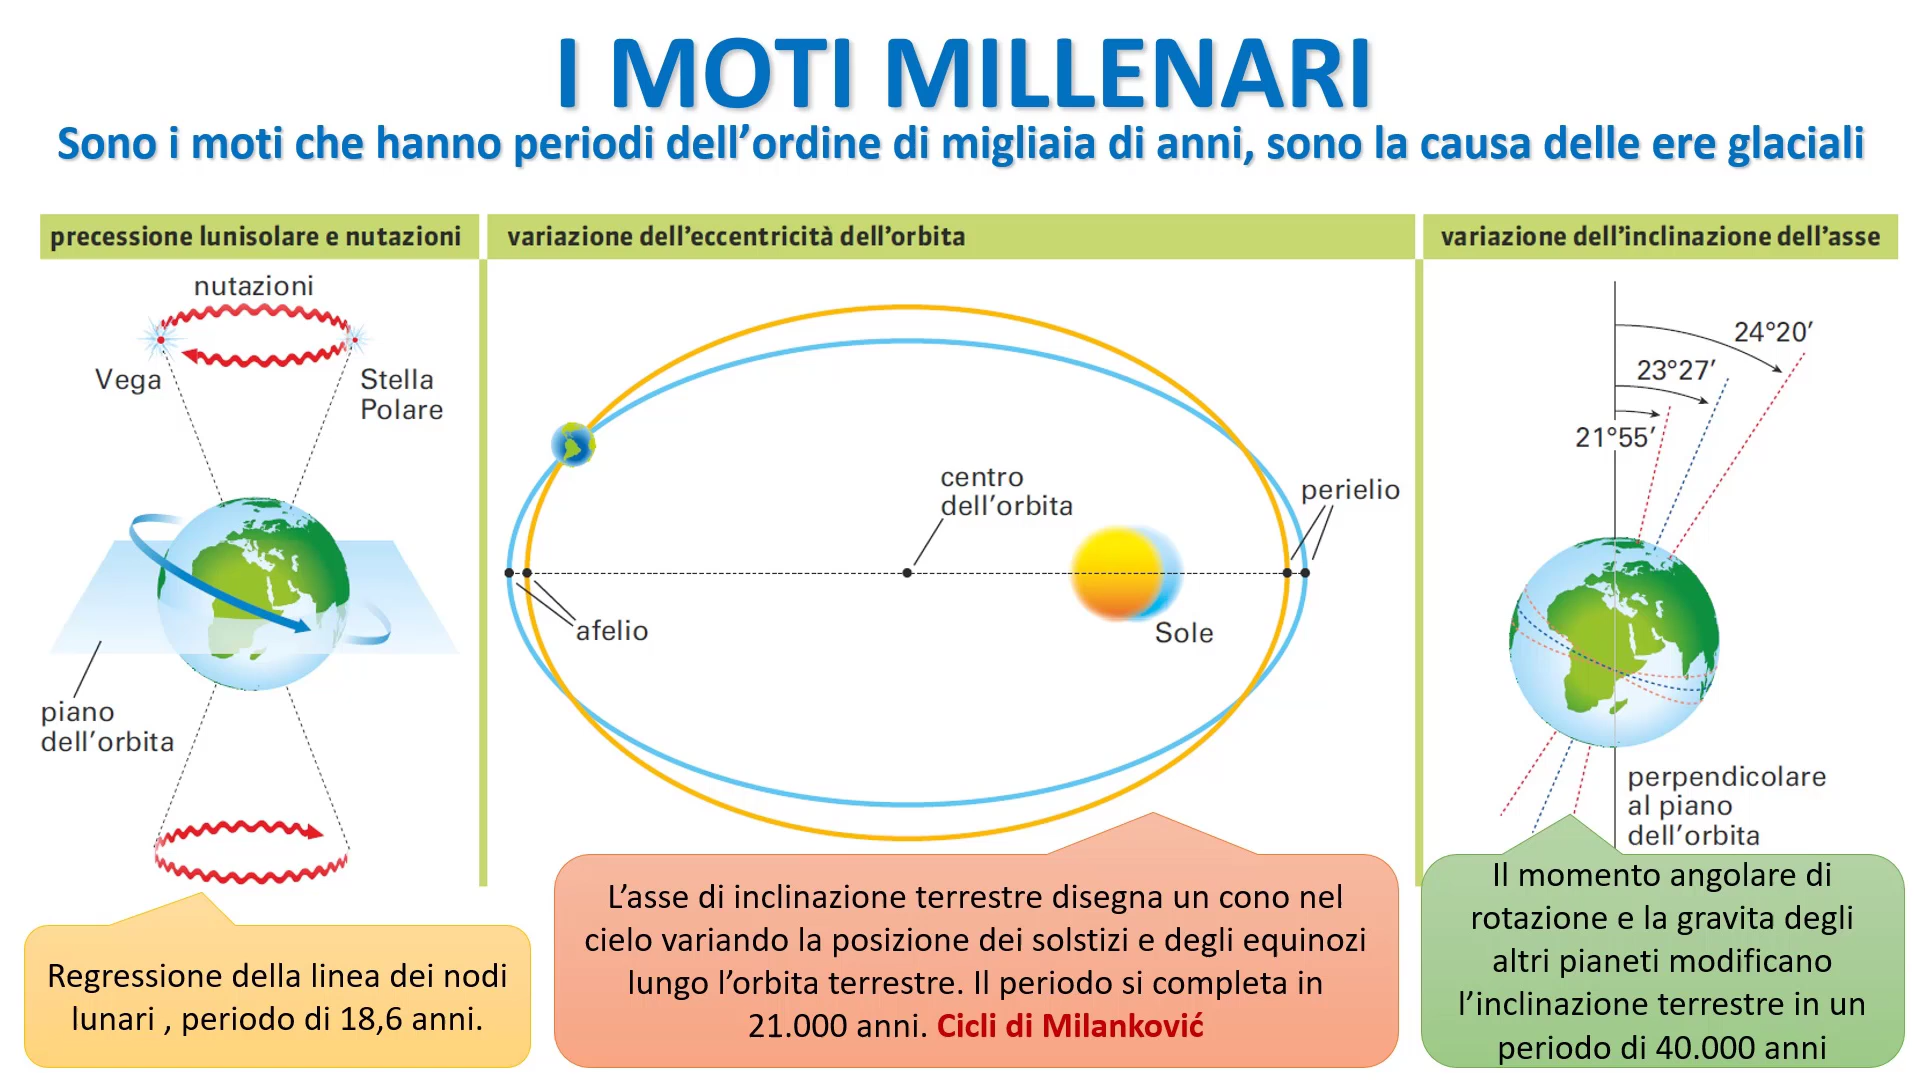 I MOTI MILLENARI
Sono i moti che hanno periodi dell’ordine di migliaia di anni, sono la causa delle ere glaciali
precessione lunisolare e nutazioni
nutazioni
Vega
Stella
Polare
piano
dell’orbita
Regressione della linea dei nodi
lunari , periodo di 18,6 anni.
variazione dell’eccentricità dell’orbita
centro
dell’orbita
perielio
afelio
Sole
L’asse di inclinazione terrestre disegna un cono nel
cielo variando la posizione dei solstizi e degli equinozi
lungo l’orbita terrestre. Il periodo si completa in
21.000 anni. Cicli di Milanković
variazione dell’inclinazione dell’asse
24°20’
23°27’
21°55’
perpendicolare
al piano
dell’orbita
Il momento angolare di
rotazione e la gravita degli
altri pianeti modificano
l’inclinazione terrestre in un
periodo di 40.000 anni